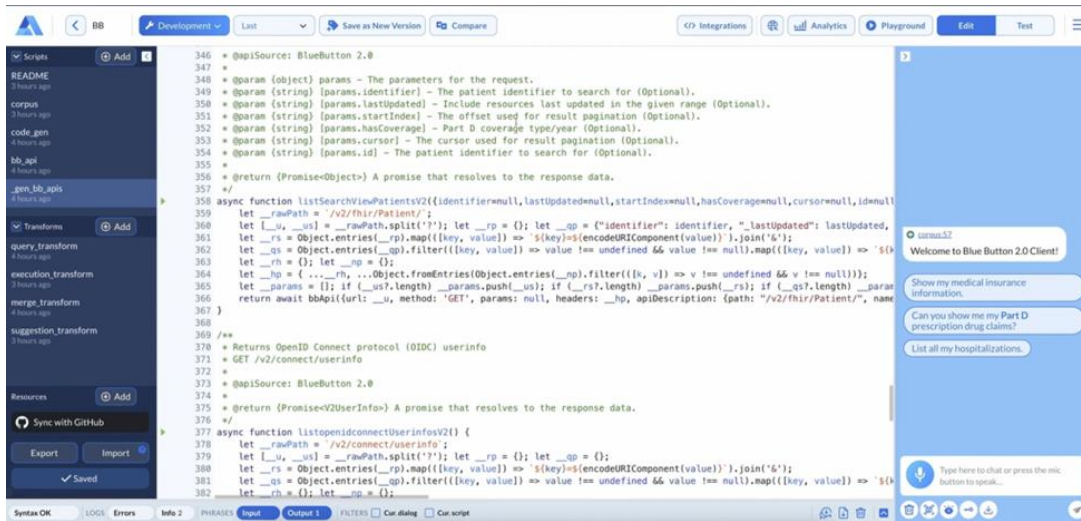 BB
Development
Last
Save as New Version
Compare
</> Integrations
Analytics
Playground
Edit
Test
Scripts
Add
README
3 hours ago
corpus
3 hours ago
code_gen
4 hours ago
bb_api
4 hours ago
_gen_bb_apis
4 hours ago
Transforms
Add
query_transform
4 hours ago
execution_transform
3 hours ago
merge_transform
4 hours ago
suggestion_transform
3 hours ago
Resources
Add
Sync with GitHub
Export
Import
Saved
346 * @apiSource: BlueButton 2.0
347 *
348 * @param {object} params - The parameters for the request.
349 * @param {string} [params.identifier] - The patient identifier to search for (Optional).
350 * @param {string} [params.lastUpdated] - Include resources last updated in the given range (Optional).
351 * @param {string} [params.startIndex] - The offset used for result pagination (Optional).
352 * @param {string} [params.hasCoverage] - Part D coverage type/year (Optional).
353 * @param {string} [params.cursor] - The cursor used for result pagination (Optional).
354 * @param {string} [params.id] - The patient identifier to search for (Optional).
355 *
356 * @return {Promise<Object>} A promise that resolves to the response data.
357 */
358 async function listSearchViewPatientsV2({identifier=null,lastUpdated=null,startIndex=null,hasCoverage=null,cursor=null,id=null
359 let __rawPath = `/v2/fhir/Patient/`;
360 let [__u, __us] = __rawPath.split('?'); let __rp = {}; let __qp = {"identifier": identifier, "_lastUpdated": lastUpdated,
361 let __rs = Object.entries(__rp).map(([key, value]) => `${key}=${encodeURIComponent(value)}`).join('&');
362 let __qs = Object.entries(__qp).filter(([key, value]) => value !== undefined && value !== null).map(([key, value]) => `${k
363 let __rh = {}; let __np = {};
364 let __hp = { ...__rh, ...Object.fromEntries(Object.entries(__np).filter(([k, v]) => v !== undefined && v !== null))};
365 let __params = []; if (__us?.length) __params.push(__us); if (__rs?.length) __params.push(__rs); if (__qs?.length) __param
366 return await bbApi({url: __u, method: 'GET', params: null, headers: __hp, apiDescription: {path: "/v2/fhir/Patient/", name
367 }
368
369 /**
370 * Returns OpenID Connect protocol (OIDC) userinfo
371 * GET /v2/connect/userinfo
372 *
373 * @apiSource: BlueButton 2.0
374 *
375 * @return {Promise<V2UserInfo>} A promise that resolves to the response data.
376 */
377 async function listopenidconnectUserinfosV2() {
378 let __rawPath = `/v2/connect/userinfo`;
379 let [__u, __us] = __rawPath.split('?'); let __rp = {}; let __qp = {};
380 let __rs = Object.entries(__rp).map(([key, value]) => `${key}=${encodeURIComponent(value)}`).join('&');
381 let __qs = Object.entries(__qp).filter(([key, value]) => value !== undefined && value !== null).map(([key, value]) => `${k
382 let __rh = {}; let __np = {};
corpus:57
Welcome to Blue Button 2.0 Client!
Show my medical insurance
information.
Can you show me my Part D
prescription drug claims?
List all my hospitalizations.
Type here to chat or press the mic
button to speak...
Syntax OK
LOGS
Errors
Info 2
PHRASES
Input
Output 1
FILTERS
Cur. dialog
Cur. script